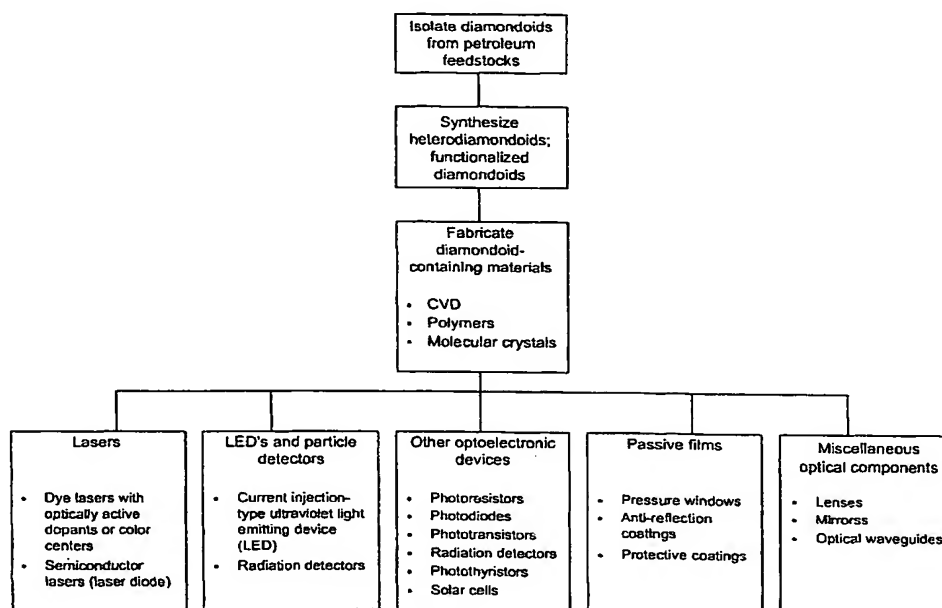 Isolate diamondoids
from petroleum
feedstocks
Synthesize
heterodiamondoids;
functionalized
diamondoids
Fabricate
diamondoid-
containing materials
• CVD
• Polymers
• Molecular crystals
Lasers
• Dye lasers with
optically active
dopants or color
centers
• Semiconductor
lasers (laser diode)
LED's and particle
detectors
• Current injection-
type ultraviolet light
emitting device
(LED)
• Radiation detectors
Other optoelectronic
devices
• Photoresistors
• Photodiodes
• Phototransistors
• Radiation detectors
• Photothyristors
• Solar cells
Passive films
• Pressure windows
• Anti-reflection
coatings
• Protective coatings
Miscellaneous
optical components
• Lenses
• Mirrorss
• Optical waveguides